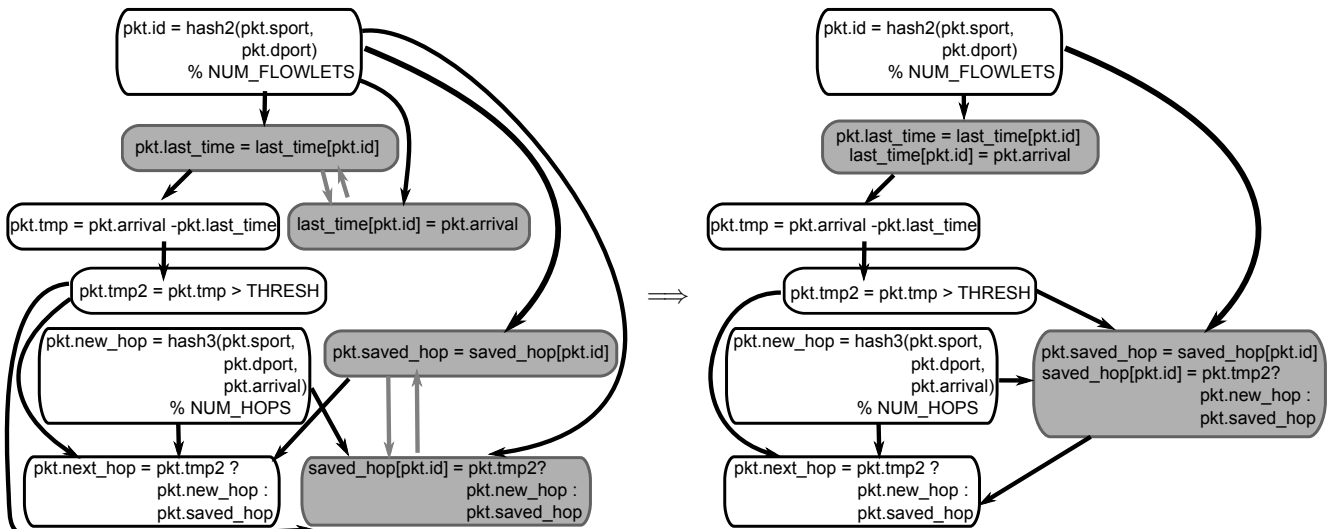 pkt.id = hash2(pkt.sport,
pkt.dport)
% NUM_FLOWLETS
pkt.last_time = last_time[pkt.id]
pkt.tmp = pkt.arrival -pkt.last_time
last_time[pkt.id] = pkt.arrival
pkt.tmp2 = pkt.tmp > THRESH
pkt.new_hop = hash3(pkt.sport,
pkt.dport,
pkt.arrival)
% NUM_HOPS
pkt.saved_hop = saved_hop[pkt.id]
pkt.next_hop = pkt.tmp2 ?
pkt.new_hop :
pkt.saved_hop
saved_hop[pkt.id] = pkt.tmp2?
pkt.new_hop :
pkt.saved_hop
⟹
pkt.id = hash2(pkt.sport,
pkt.dport)
% NUM_FLOWLETS
pkt.last_time = last_time[pkt.id]
last_time[pkt.id] = pkt.arrival
pkt.tmp = pkt.arrival -pkt.last_time
pkt.tmp2 = pkt.tmp > THRESH
pkt.new_hop = hash3(pkt.sport,
pkt.dport,
pkt.arrival)
% NUM_HOPS
pkt.saved_hop = saved_hop[pkt.id]
saved_hop[pkt.id] = pkt.tmp2?
pkt.new_hop :
pkt.saved_hop
pkt.next_hop = pkt.tmp2 ?
pkt.new_hop :
pkt.saved_hop